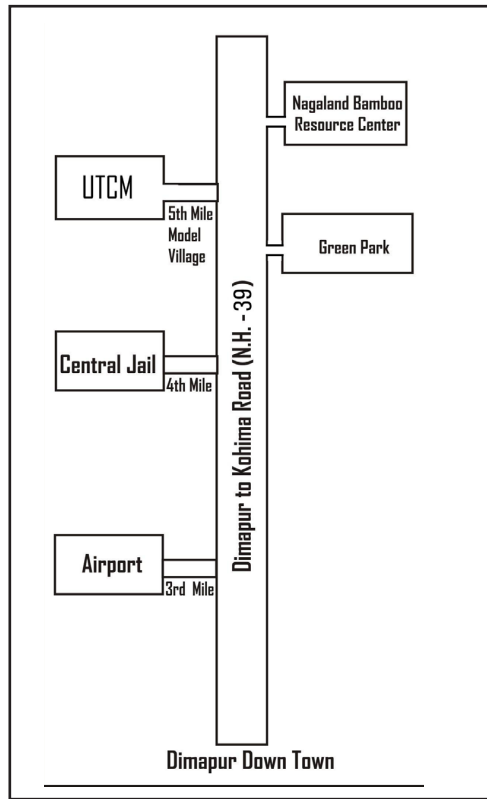 Nagaland Bamboo
Resource Center
UTCM
5th Mile
Model
Village
Green Park
Dimapur to Kohima Road (N.H. - 39)
Central Jail
4th Mile
Airport
3rd Mile
Dimapur Down Town